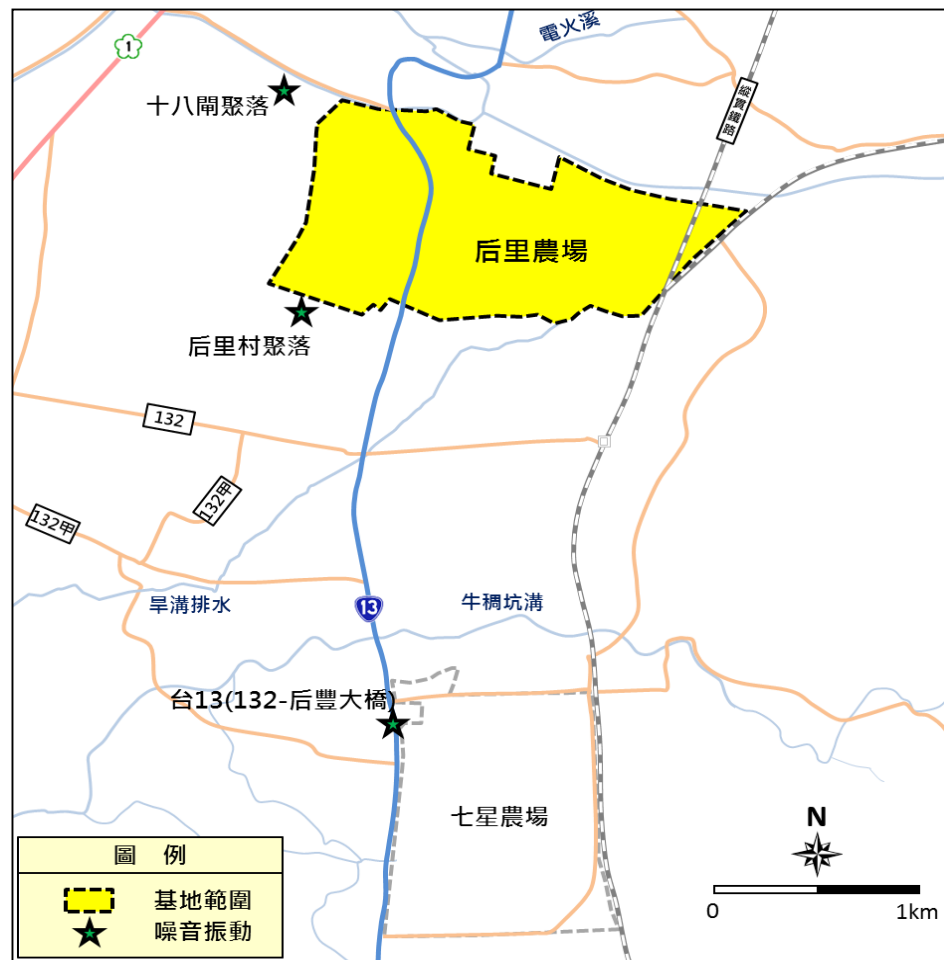 電火溪
1
十八閘聚落
縱貫鐵路
后里農場
后里村聚落
132
132甲
132甲
旱溝排水
13
牛稠坑溝
台13(132-后豐大橋)
七星農場
N
0
1km
圖 例
基地範圍
噪音振動